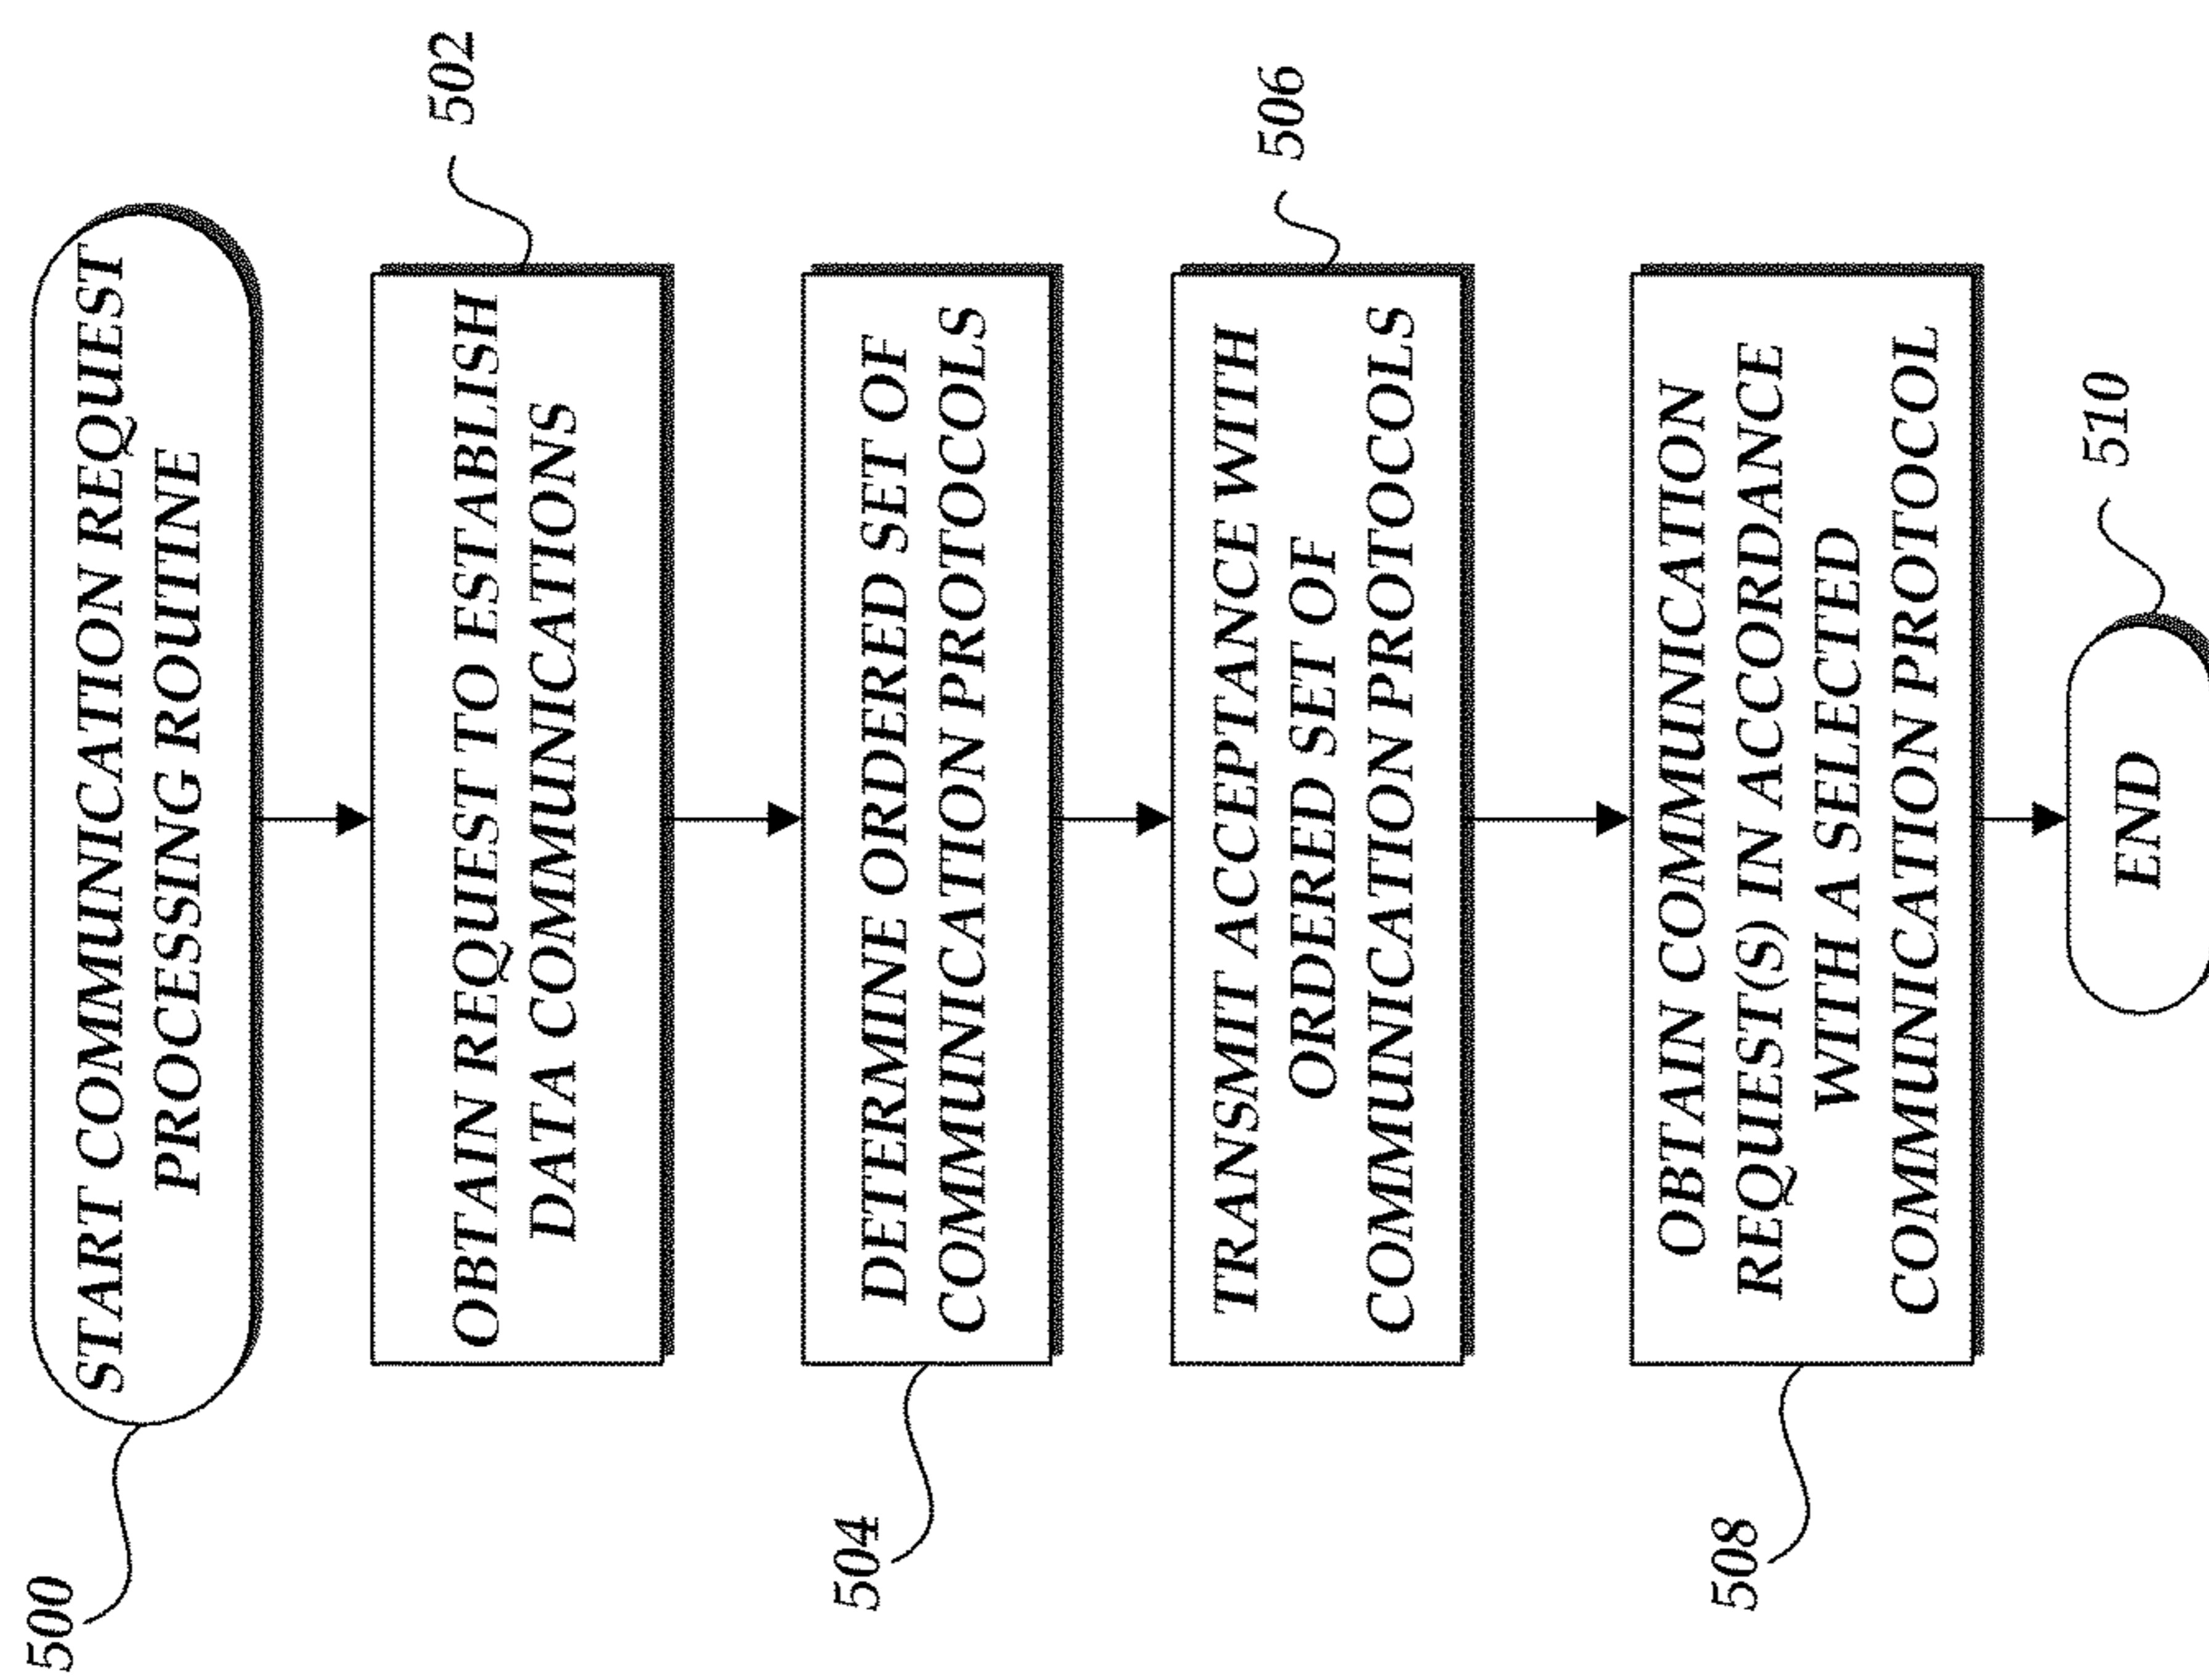 500
START COMMUNICATION REQUEST
PROCESSING ROUTINE
502
OBTAIN REQUEST TO ESTABLISH
DATA COMMUNICATIONS
504
DETERMINE ORDERED SET OF
COMMUNICATION PROTOCOLS
506
TRANSMIT ACCEPTANCE WITH
ORDERED SET OF
COMMUNICATION PROTOCOLS
508
OBTAIN COMMUNICATION
REQUEST(S) IN ACCORDANCE
WITH A SELECTED
COMMUNICATION PROTOCOL
510
END